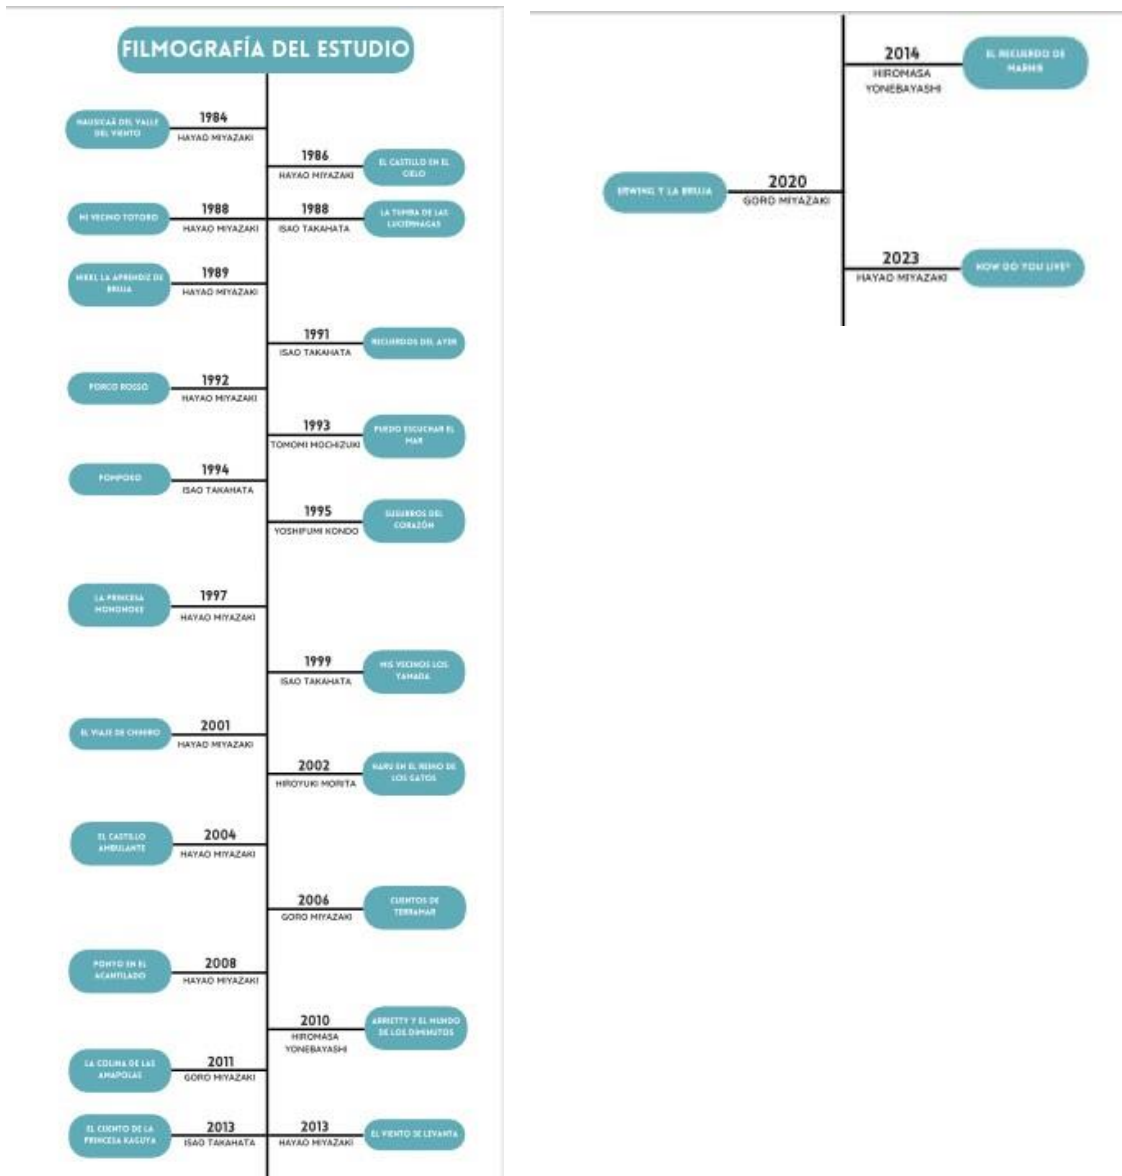 FILMOGRAFÍA DEL ESTUDIO
NAUSICAÄ DEL VALLE
DEL VIENTO
1984
HAYAO MIYAZAKI
1986
HAYAO MIYAZAKI
EL CASTILLO EN EL
CIELO
MI VECINO TOTORO
1988
HAYAO MIYAZAKI
1988
ISAO TAKAHATA
LA TUMBA DE LAS
LUCIÉRNAGAS
NIKKI, LA APRENDIZ DE
BRUJA
1989
HAYAO MIYAZAKI
1991
ISAO TAKAHATA
RECUERDOS DEL AYER
PORCO ROSSO
1992
HAYAO MIYAZAKI
1993
TOMOMI MOCHIZUKI
PUEDO ESCUCHAR EL
MAR
POMPOKO
1994
ISAO TAKAHATA
1995
YOSHIFUMI KONDO
SUSURROS DEL
CORAZÓN
LA PRINCESA
MONONOKE
1997
HAYAO MIYAZAKI
1999
ISAO TAKAHATA
MIS VECINOS LOS
YAMADA
EL VIAJE DE CHIHIRO
2001
HAYAO MIYAZAKI
2002
HIROYUKI MORITA
HARU EN EL REINO DE
LOS GATOS
EL CASTILLO
AMBULANTE
2004
HAYAO MIYAZAKI
2006
GORO MIYAZAKI
CUENTOS DE
TERRAMAR
PONYO EN EL
ACANTILADO
2008
HAYAO MIYAZAKI
2010
HIROMASA
YONEBAYASHI
ARRIETTY Y EL MUNDO
DE LOS DIMINUTOS
LA COLINA DE LAS
AMAPOLAS
2011
GORO MIYAZAKI
EL CUENTO DE LA
PRINCESA KAGUYA
2013
ISAO TAKAHATA
2013
HAYAO MIYAZAKI
EL VIENTO SE LEVANTA
2014
HIROMASA
YONEBAYASHI
EL RECUERDO DE
MARNIE
Y LA BRUJA
2020
GORO MIYAZAKI
2023
HAYAO MIYAZAKI
HOW DO YOU LIVE?